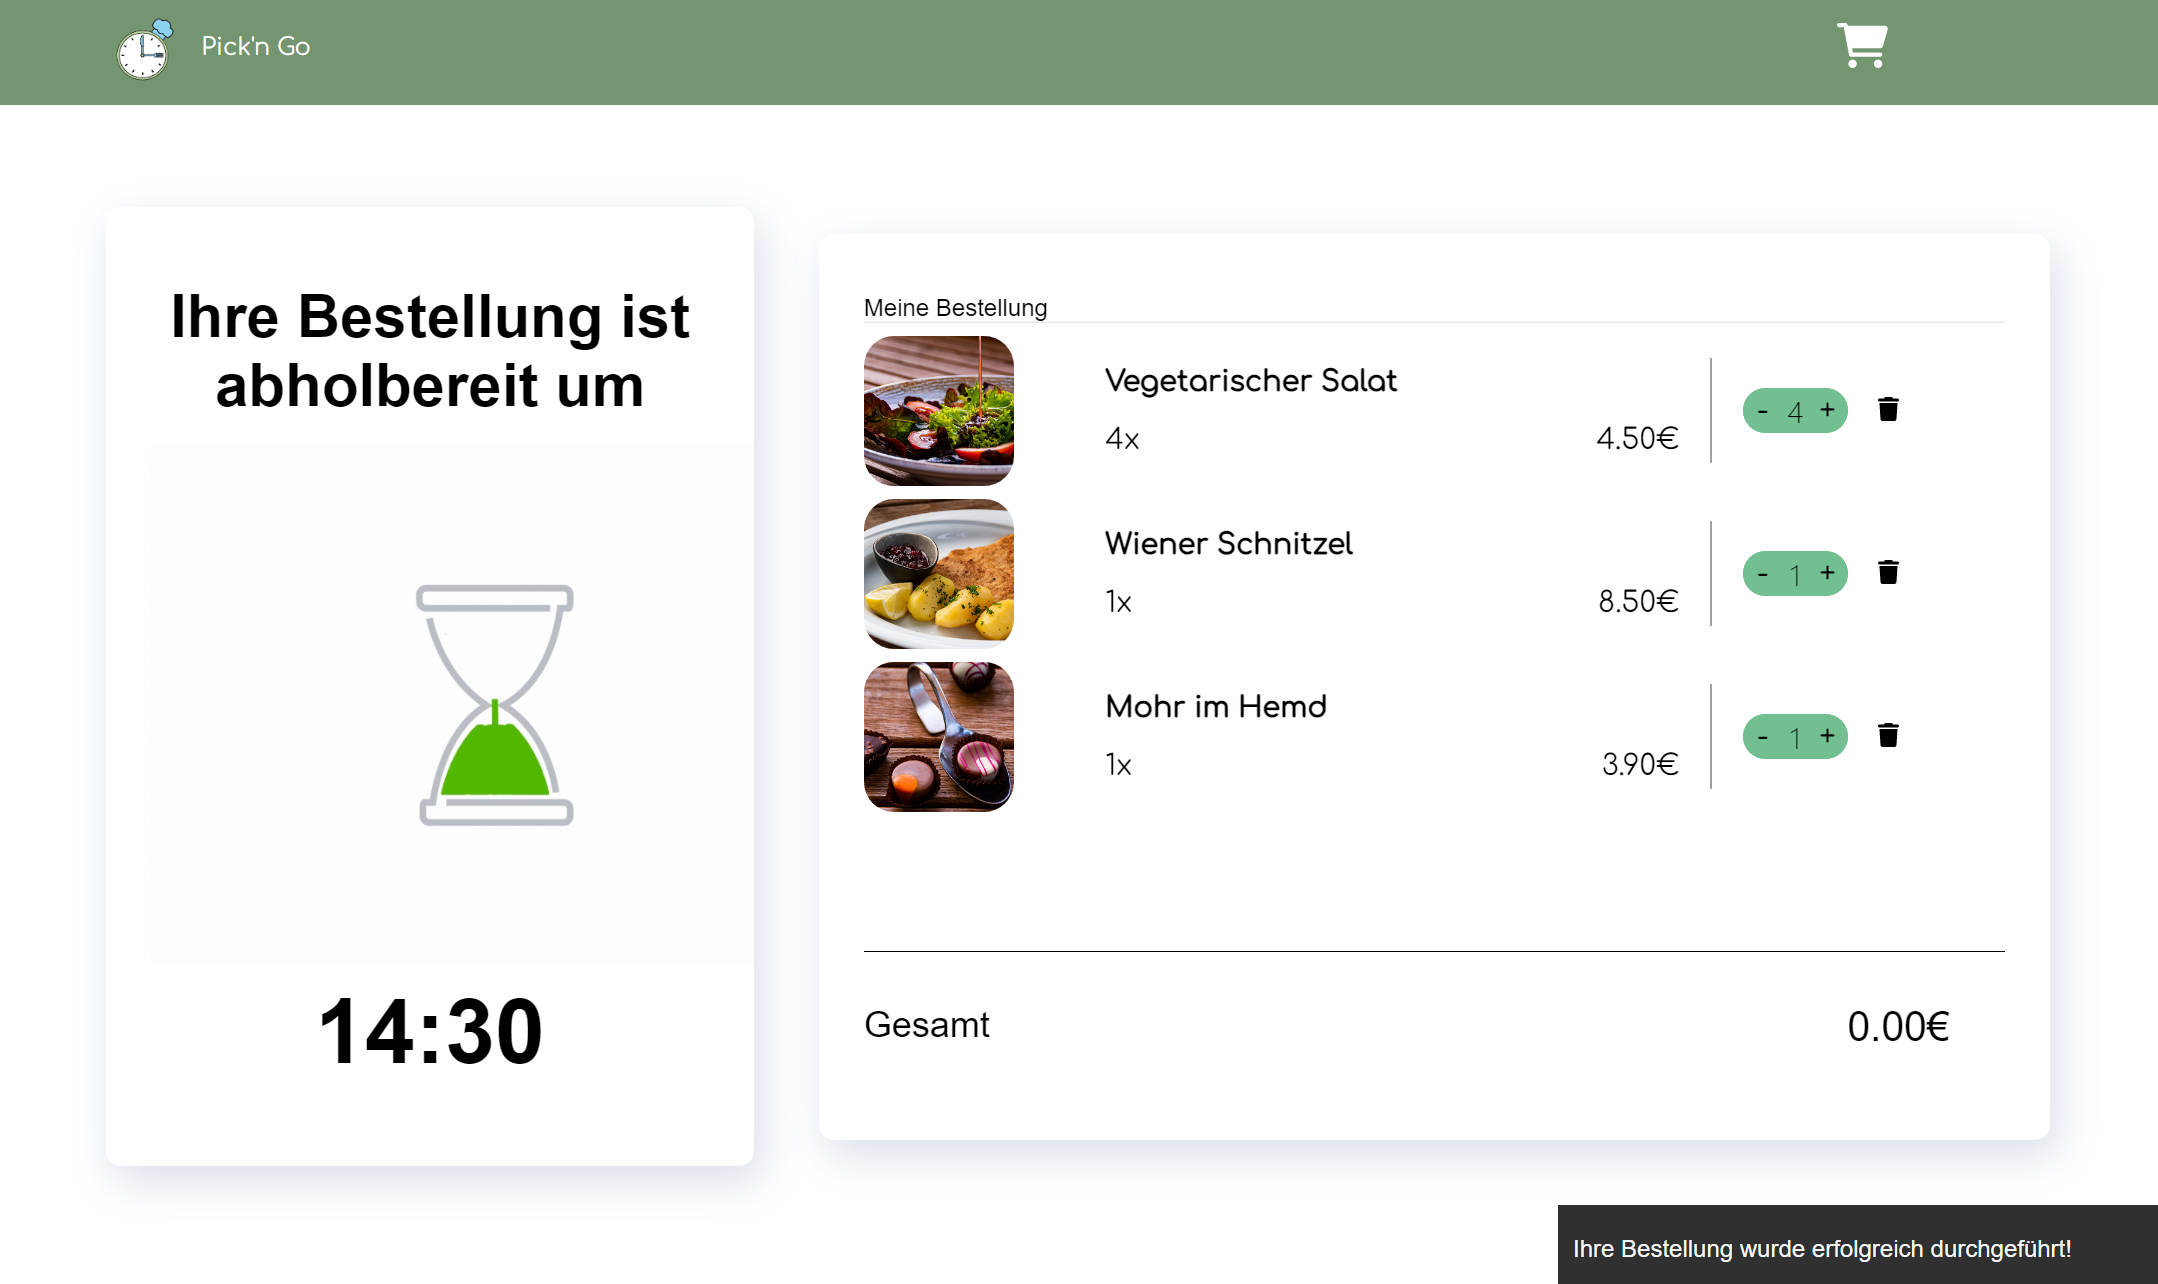 Pick'n Go
Ihre Bestellung ist
abholbereit um
14:30
Meine Bestellung
Vegetarischer Salat
4x 4.50€
- 4 +
Wiener Schnitzel
1x 8.50€
- 1 +
Mohr im Hemd
1x 3.90€
- 1 +
Gesamt 0.00€
Ihre Bestellung wurde erfolgreich durchgeführt!